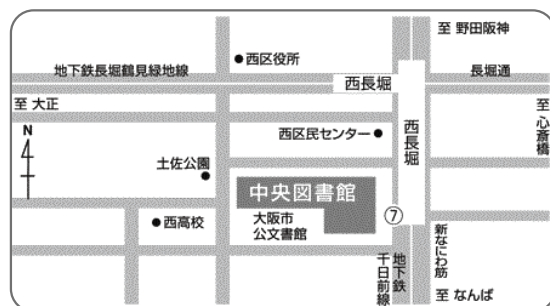 至 野田阪神
西区役所
地下鉄長堀鶴見緑地線
西長堀
長堀通
至 大正
至 心斎橋
西区民センター
西長堀
N
土佐公園
中央図書館
西高校
大阪市
公文書館
⑦
新なにわ筋
地下鉄
千日前線
至 なんば